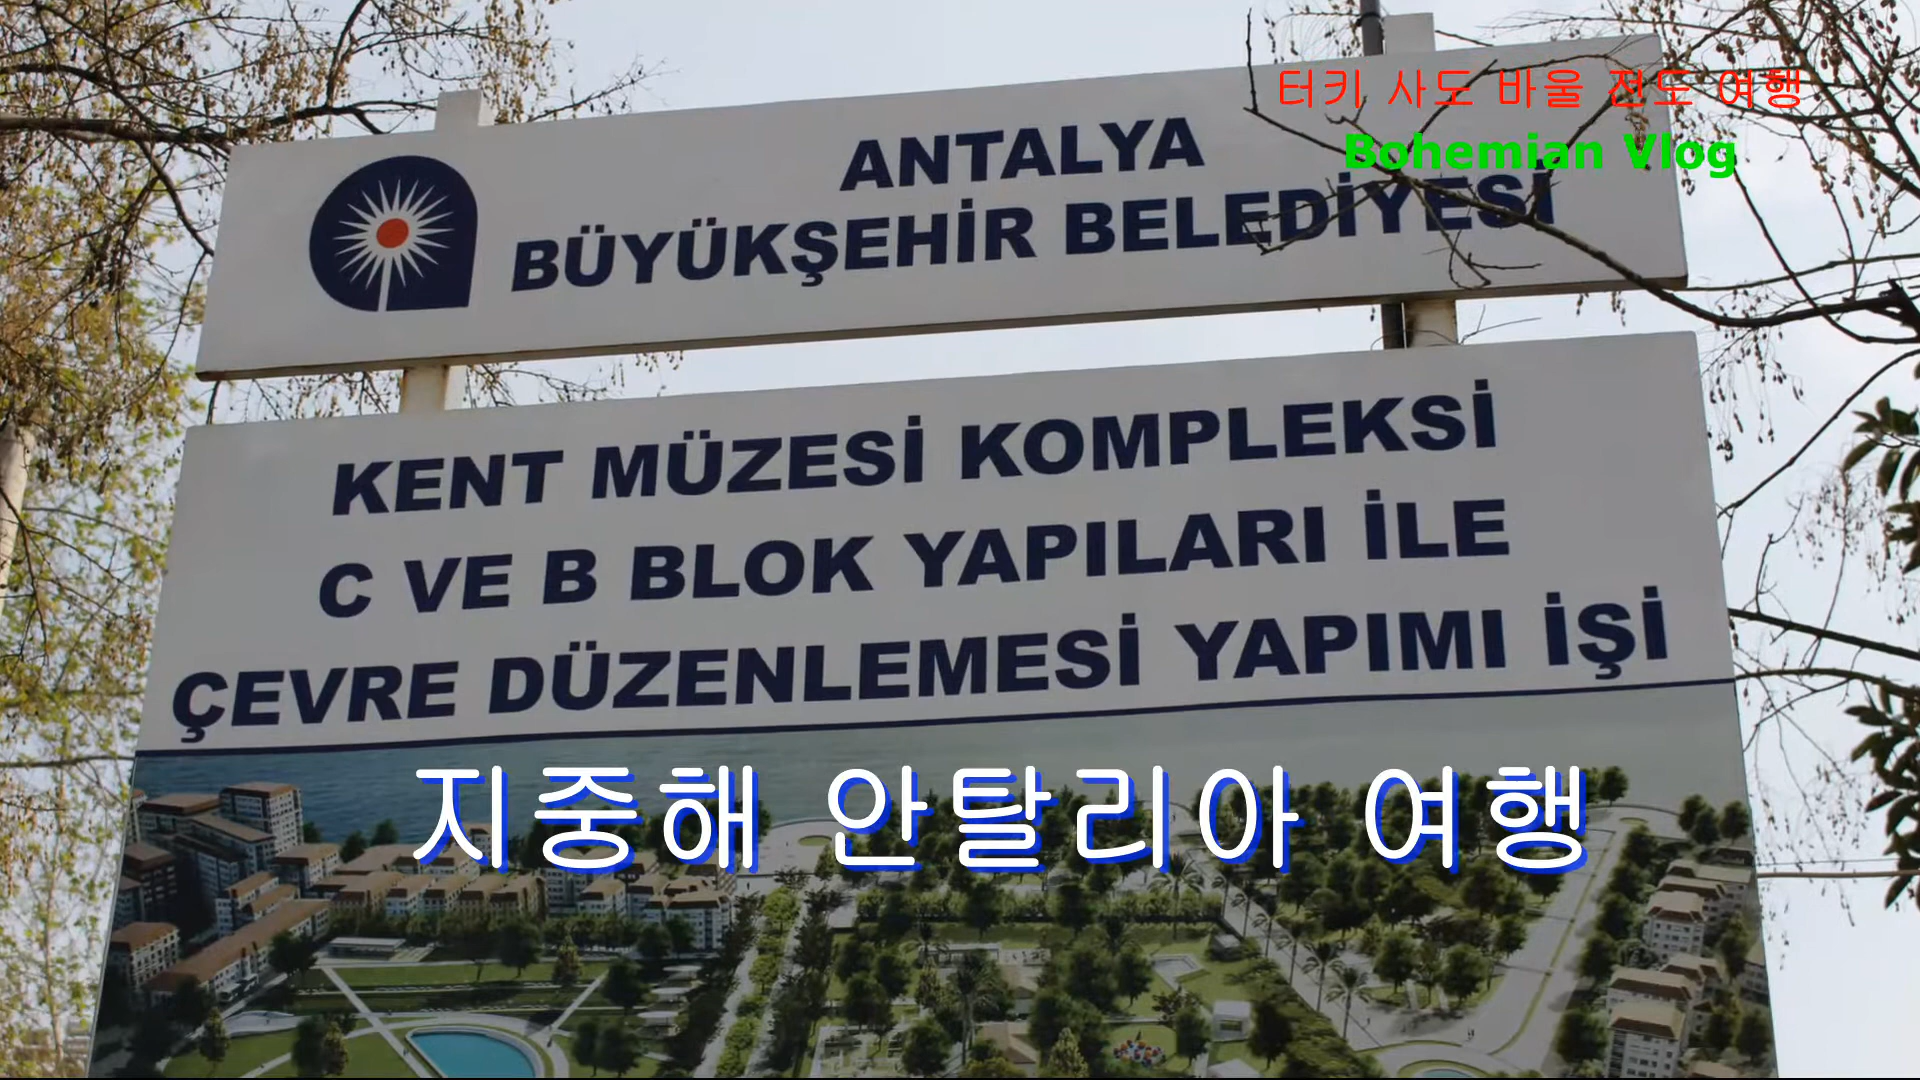 터키 사도 바울 전도 여행
Bohemian Vlog
ANTALYA
BÜYÜKŞEHİR BELEDİYESİ
KENT MÜZESİ KOMPLEKSİ
C VE B BLOK YAPILARI İLE
ÇEVRE DÜZENLEMESİ YAPIMI İŞİ
지중해 안탈리아 여행